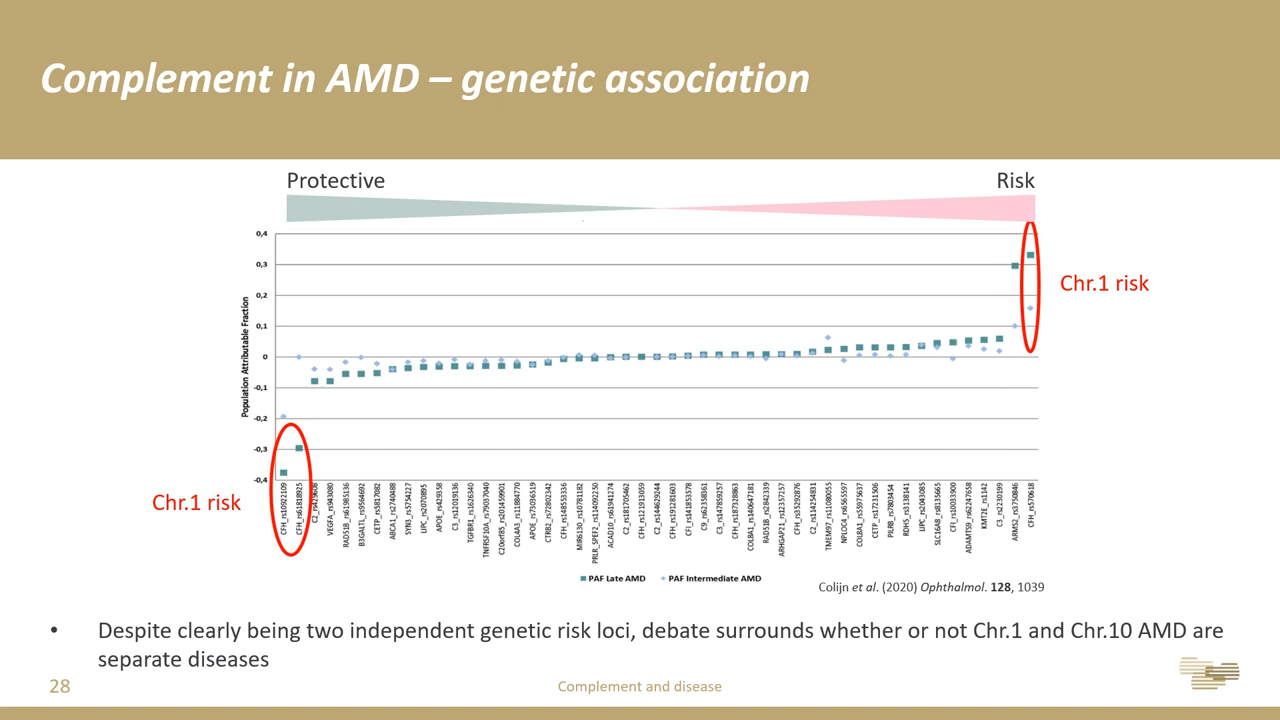 Complement in AMD – genetic association
Protective
Risk
0,4
0,3
0,2
0,1
0
-0,1
-0,2
-0,3
-0,4
Population Attributable Fraction
Chr.1 risk
Chr.1 risk
CFH_rs10922109
CFH_rs61818925
VEGFA_rs943080
RAD51B_rs61985136
B3GALTL_rs9564692
CETP_rs5817082
ABCA1_rs2740488
SYN3_rs5754227
LIPC_rs2070895
APOE_rs429358
C3_rs12019136
TGFBR1_rs1626340
TNFRSF10A_rs79037040
C20orf85_rs201459901
COL4A3_rs11884770
APOE_rs73036519
CTRB2_rs72802342
CFH_rs148553336
MIR6130_rs10781182
PRLR_SPEF2_rs114092250
ACAD10_rs61941274
C2_rs181705462
CFH_rs121913059
C2_rs144629244
CFH_rs19281603
CFI_rs141853578
C9_rs62358361
C3_rs147859257
CFH_rs187328863
COL8A1_rs140647181
RAD51B_rs2842339
ARHGAP21_rs12357257
CFH_rs35292876
C2_rs114254831
TMEM97_rs11080055
NPLOC4_rs6565597
COL8A1_rs55975637
CETP_rs17231506
PILRB_rs7803454
RDH5_rs3138141
LIPC_rs2043085
SLC16A8_rs8135665
CFI_rs10033900
ADAMTS9_rs62247658
KMT2E_rs1142
C3_rs2230199
ARMS2_rs3750846
CFH_rs570618
PAF Late AMD
PAF Intermediate AMD
Colijn et al. (2020) Ophthalmol. 128, 1039
• Despite clearly being two independent genetic risk loci, debate surrounds whether or not Chr.1 and Chr.10 AMD are
separate diseases
28
Complement and disease